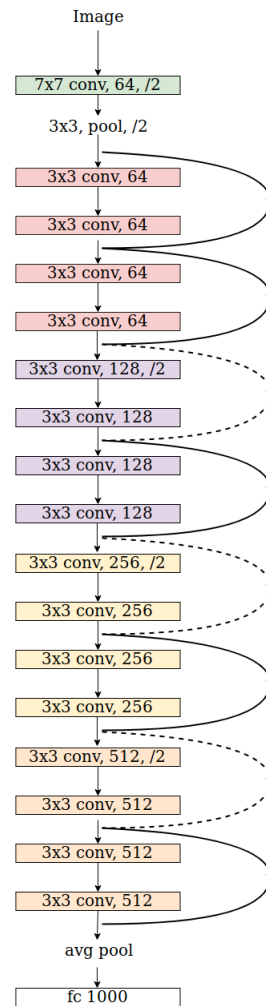 Image
7x7 conv, 64, /2
3x3, pool, /2
3x3 conv, 64
3x3 conv, 64
3x3 conv, 64
3x3 conv, 64
3x3 conv, 128, /2
3x3 conv, 128
3x3 conv, 128
3x3 conv, 128
3x3 conv, 256, /2
3x3 conv, 256
3x3 conv, 256
3x3 conv, 256
3x3 conv, 512, /2
3x3 conv, 512
3x3 conv, 512
3x3 conv, 512
avg pool
fc 1000